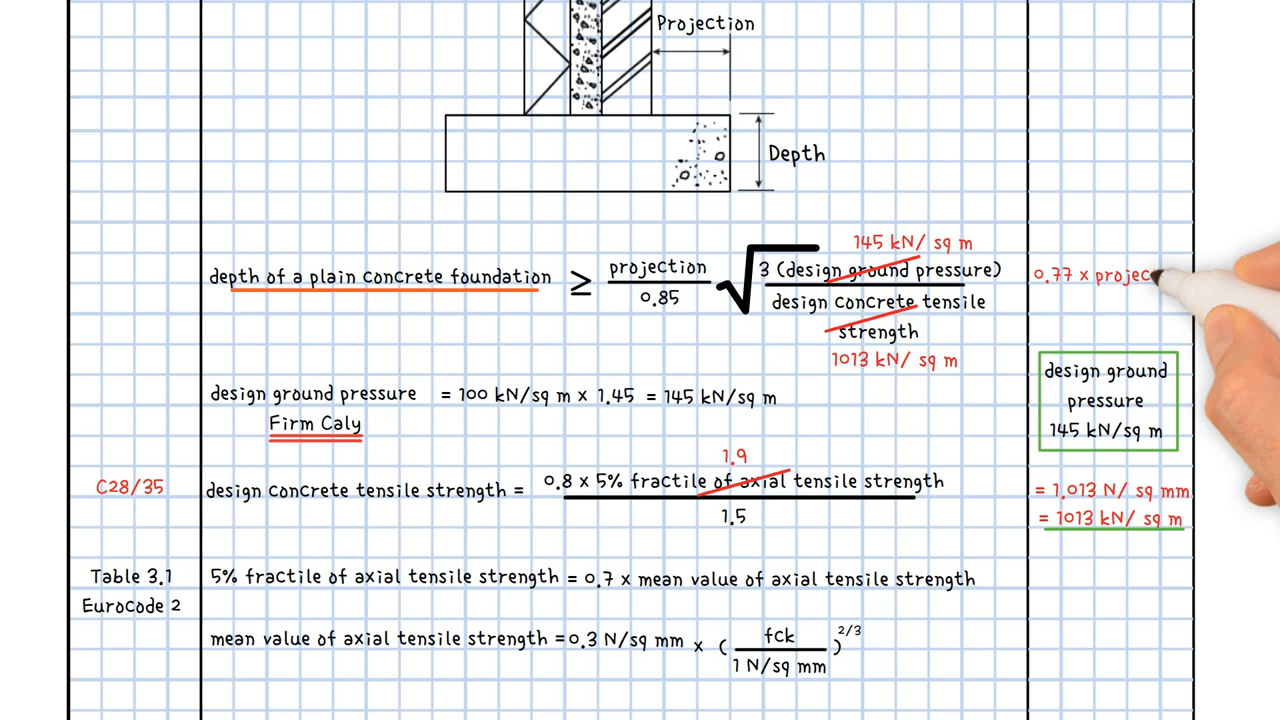 Projection
Depth
145 kN/ sq m
depth of a plain concrete foundation ≥ projection / 0.85 √ 3 (design ground pressure) / design concrete tensile strength
1013 kN/ sq m
0.77 x projec
design ground
pressure
145 kN/sq m
design ground pressure = 100 kN/sq m x 1.45 = 145 kN/sq m
Firm Caly
1.9
C28/35
design concrete tensile strength = 0.8 x 5% fractile of axial tensile strength / 1.5
= 1.013 N/ sq mm
= 1013 kN/ sq m
Table 3.1
Eurocode 2
5% fractile of axial tensile strength = 0.7 x mean value of axial tensile strength
mean value of axial tensile strength = 0.3 N/sq mm x ( fck / 1 N/sq mm ) 2/3